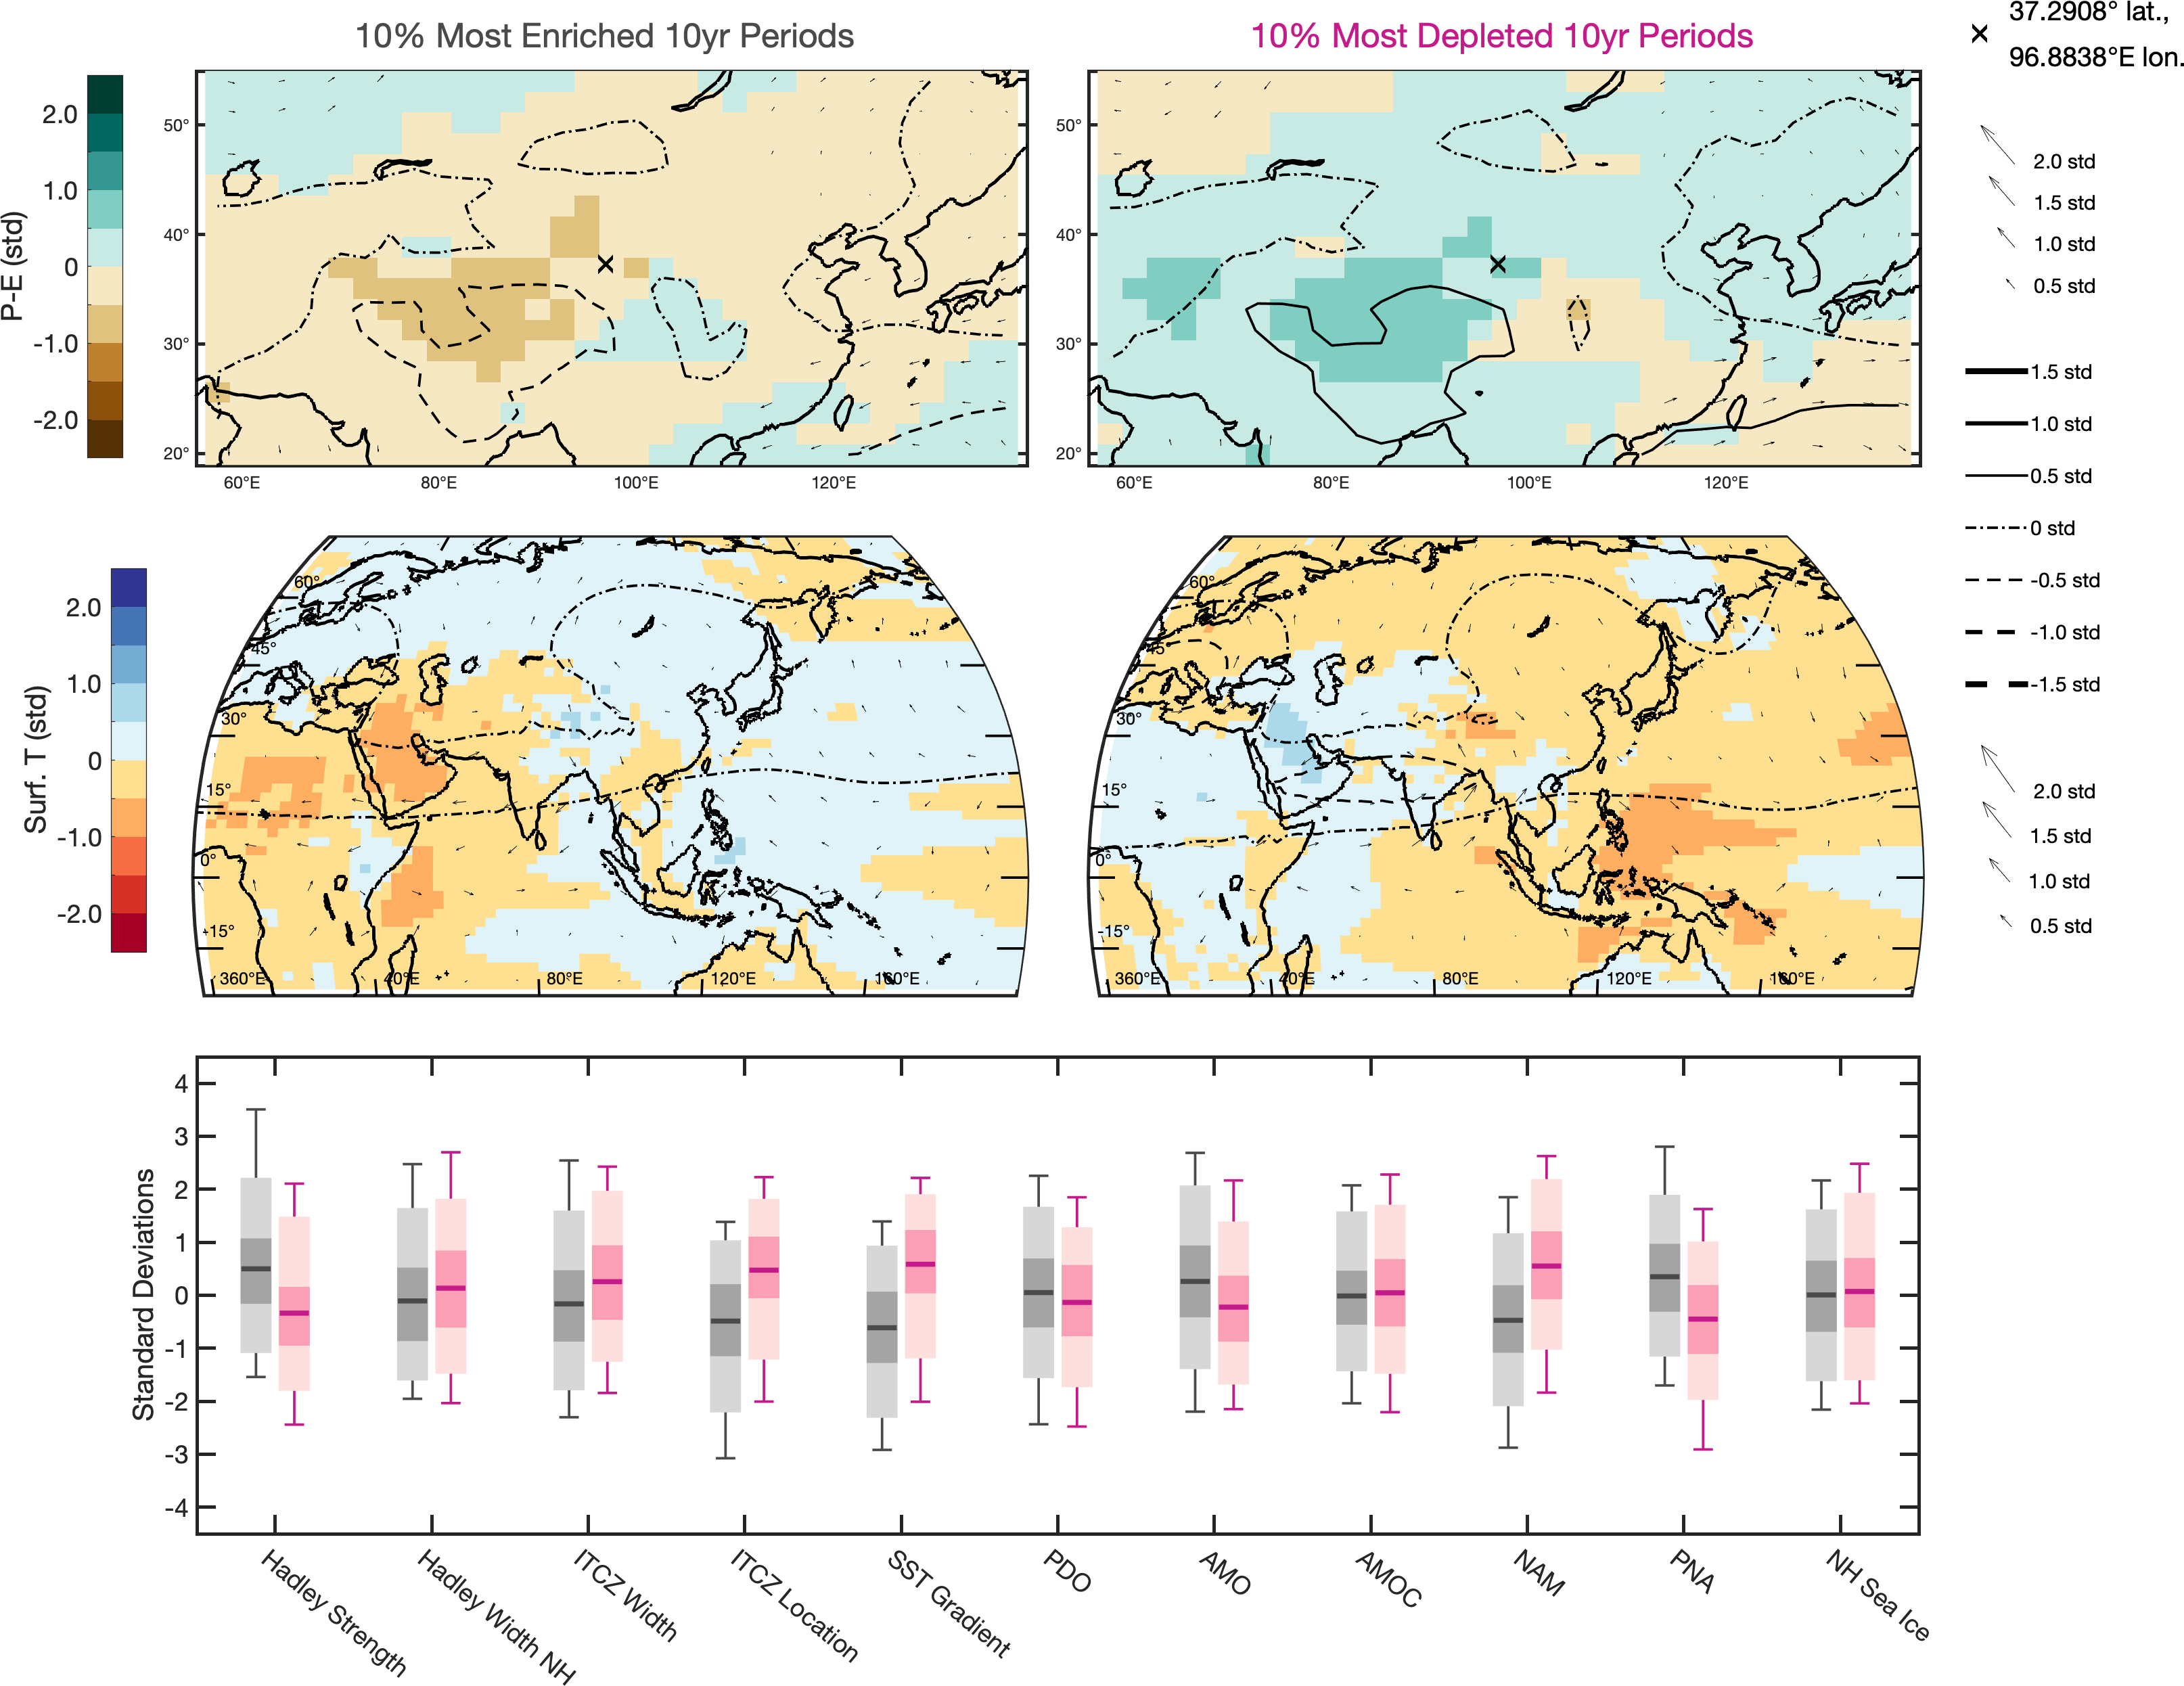 10% Most Enriched 10yr Periods
10% Most Depleted 10yr Periods
37.2908° lat.,
96.8838°E lon.
P-E (std)
2.0
1.0
0
-1.0
-2.0
50°
40°
30°
20°
60°E
80°E
100°E
120°E
50°
40°
30°
20°
60°E
80°E
100°E
120°E
2.0 std
1.5 std
1.0 std
0.5 std
1.5 std
1.0 std
0.5 std
0 std
-0.5 std
-1.0 std
-1.5 std
Surf. T (std)
2.0
1.0
0
-1.0
-2.0
60°
45°
30°
15°
0°
-15°
360°E
40°E
80°E
120°E
160°E
60°
45°
30°
15°
0°
-15°
360°E
40°E
80°E
120°E
160°E
2.0 std
1.5 std
1.0 std
0.5 std
Standard Deviations
4
3
2
1
0
-1
-2
-3
-4
Hadley Strength
Hadley Width NH
ITCZ Width
ITCZ Location
SST Gradient
PDO
AMO
AMOC
NAM
PNA
NH Sea Ice